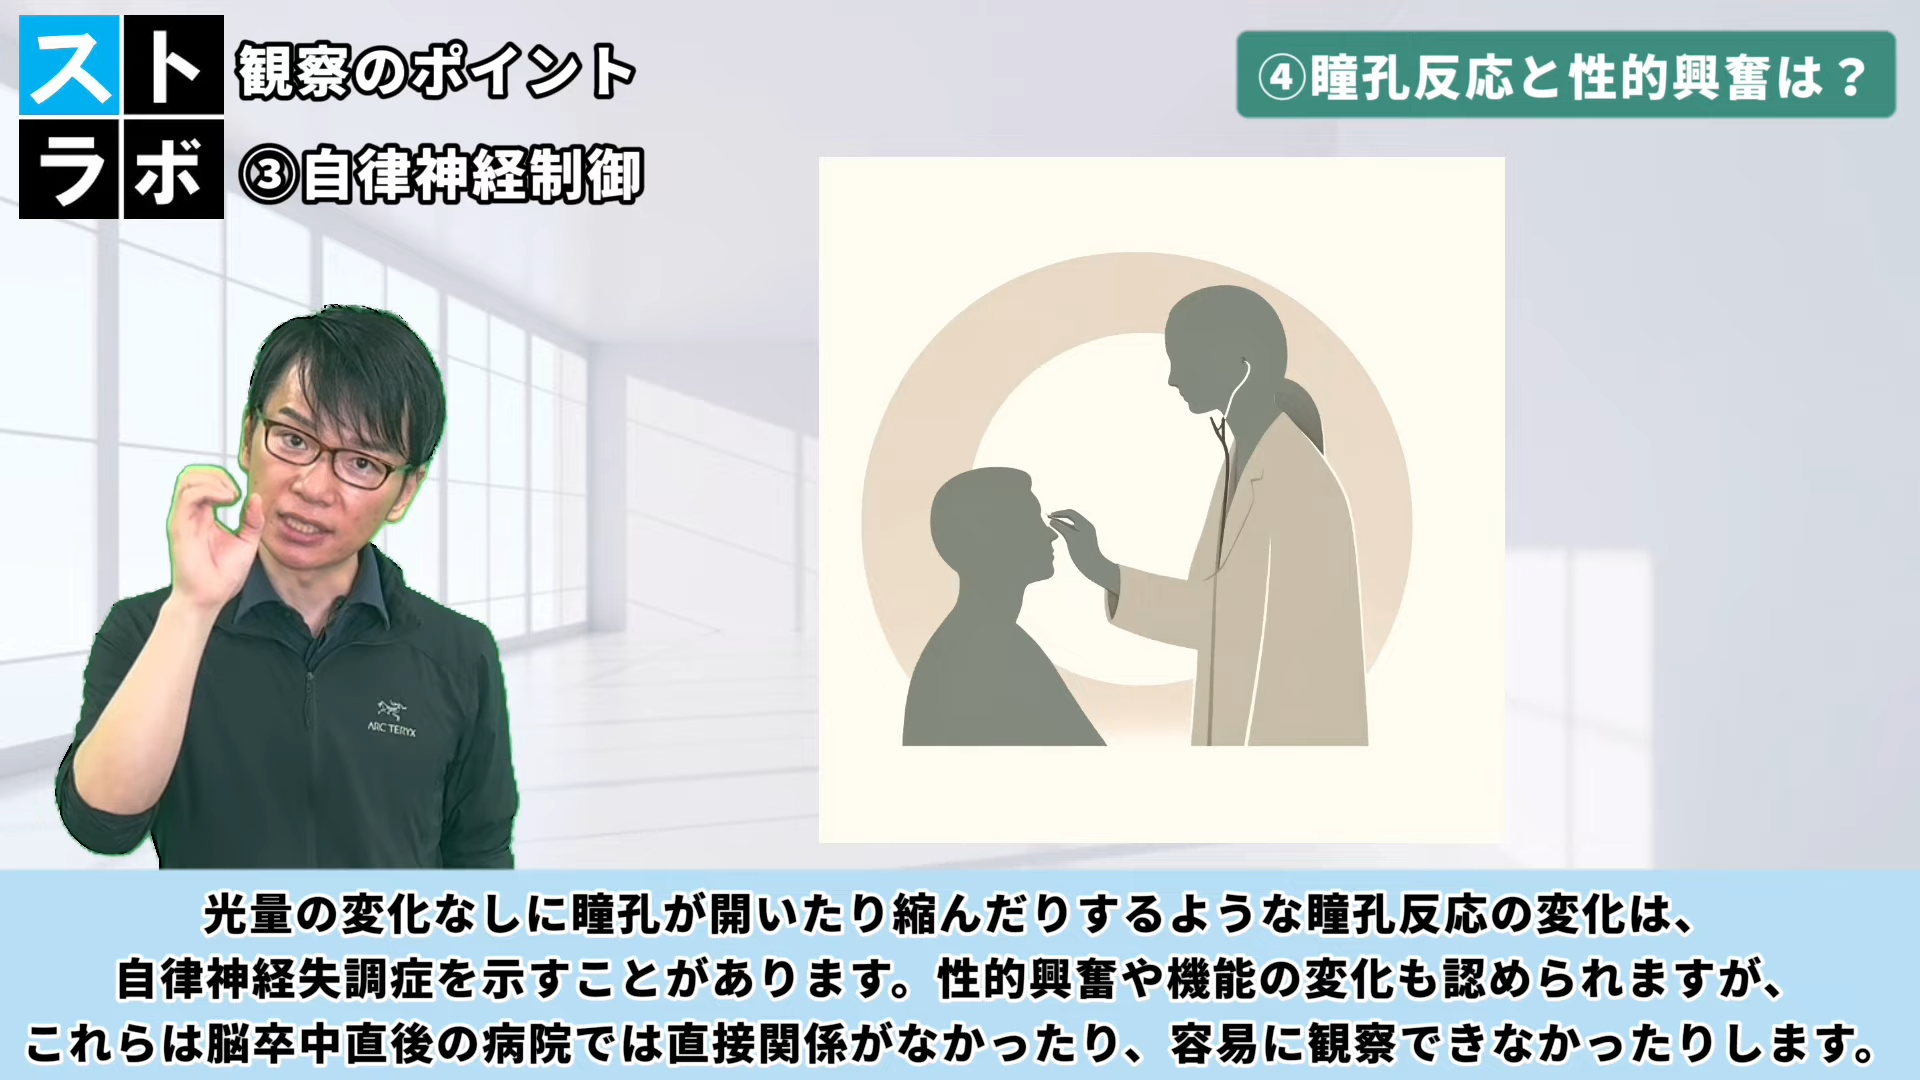 ストラボ
観察のポイント
③自律神経制御
④瞳孔反応と性的興奮は？
ARC'TERYX
光量の変化なしに瞳孔が開いたり縮んだりするような瞳孔反応の変化は、
自律神経失調症を示すことがあります。性的興奮や機能の変化も認められますが、
これらは脳卒中直後の病院では直接関係がなかったり、容易に観察できなかったりします。